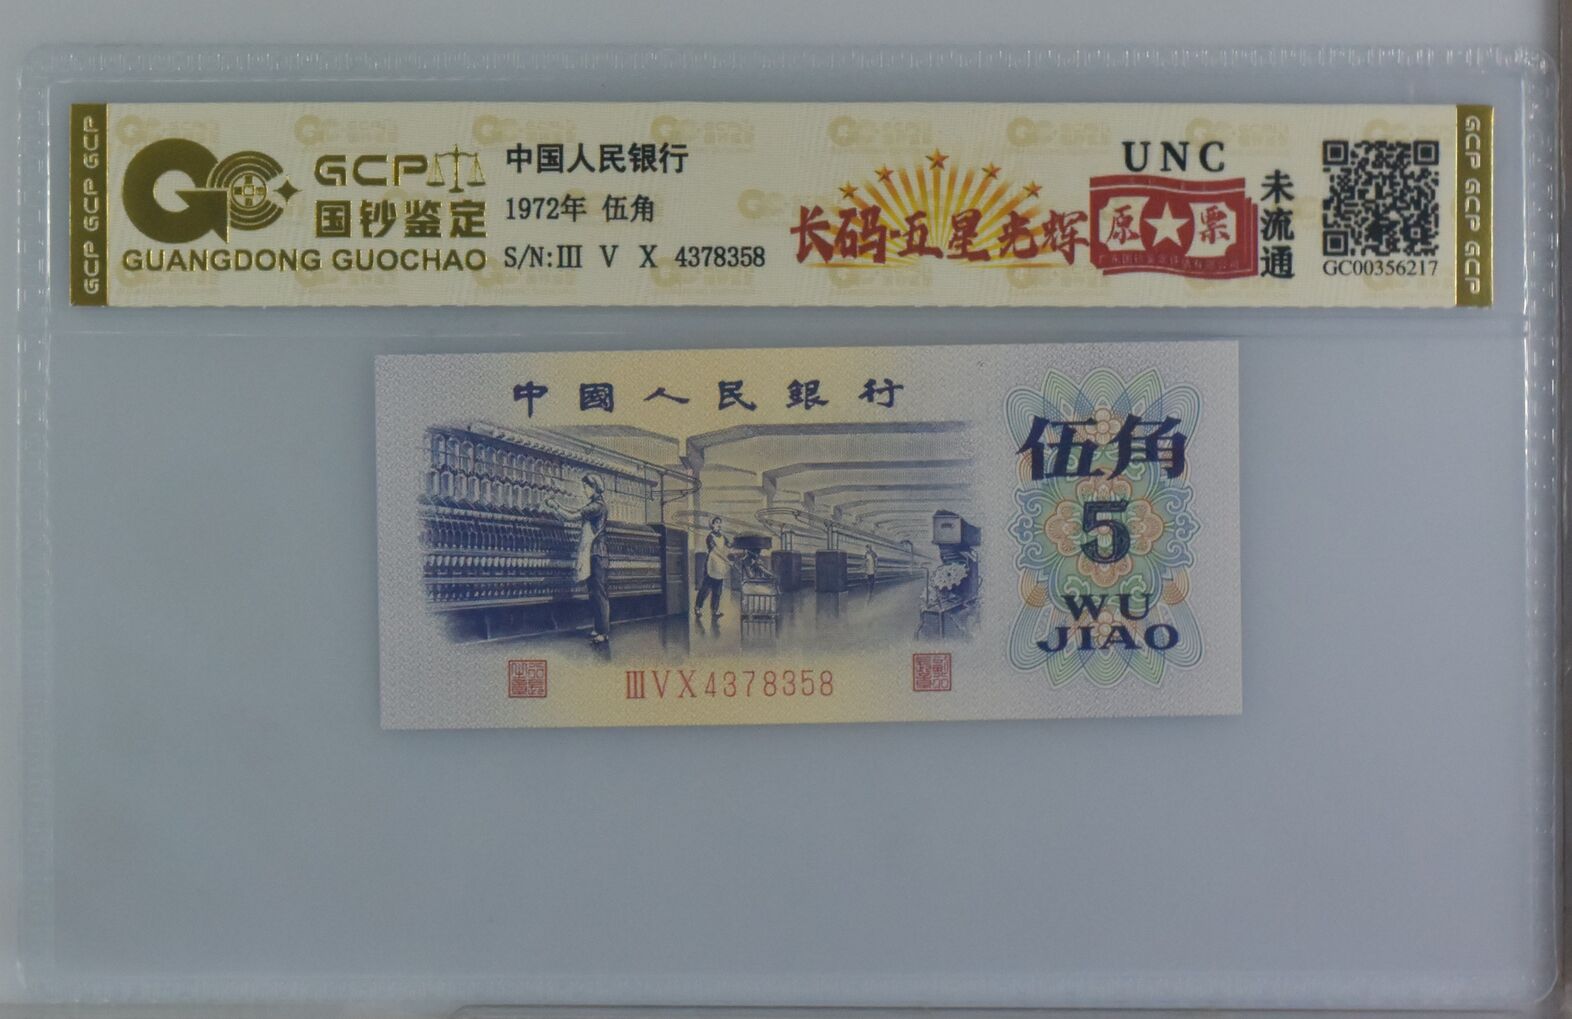 GCP
国钞鉴定
GUANGDONG GUOCHAO
中国人民银行
1972年 伍角
S/N:Ⅲ V X 4378358
长码·五星光辉
UNC
原★票
未流通
GC00356217
GCP GCP GCP
GCP GCP GCP
中國人民銀行
伍角
5
WU
JIAO
ⅢVX4378358